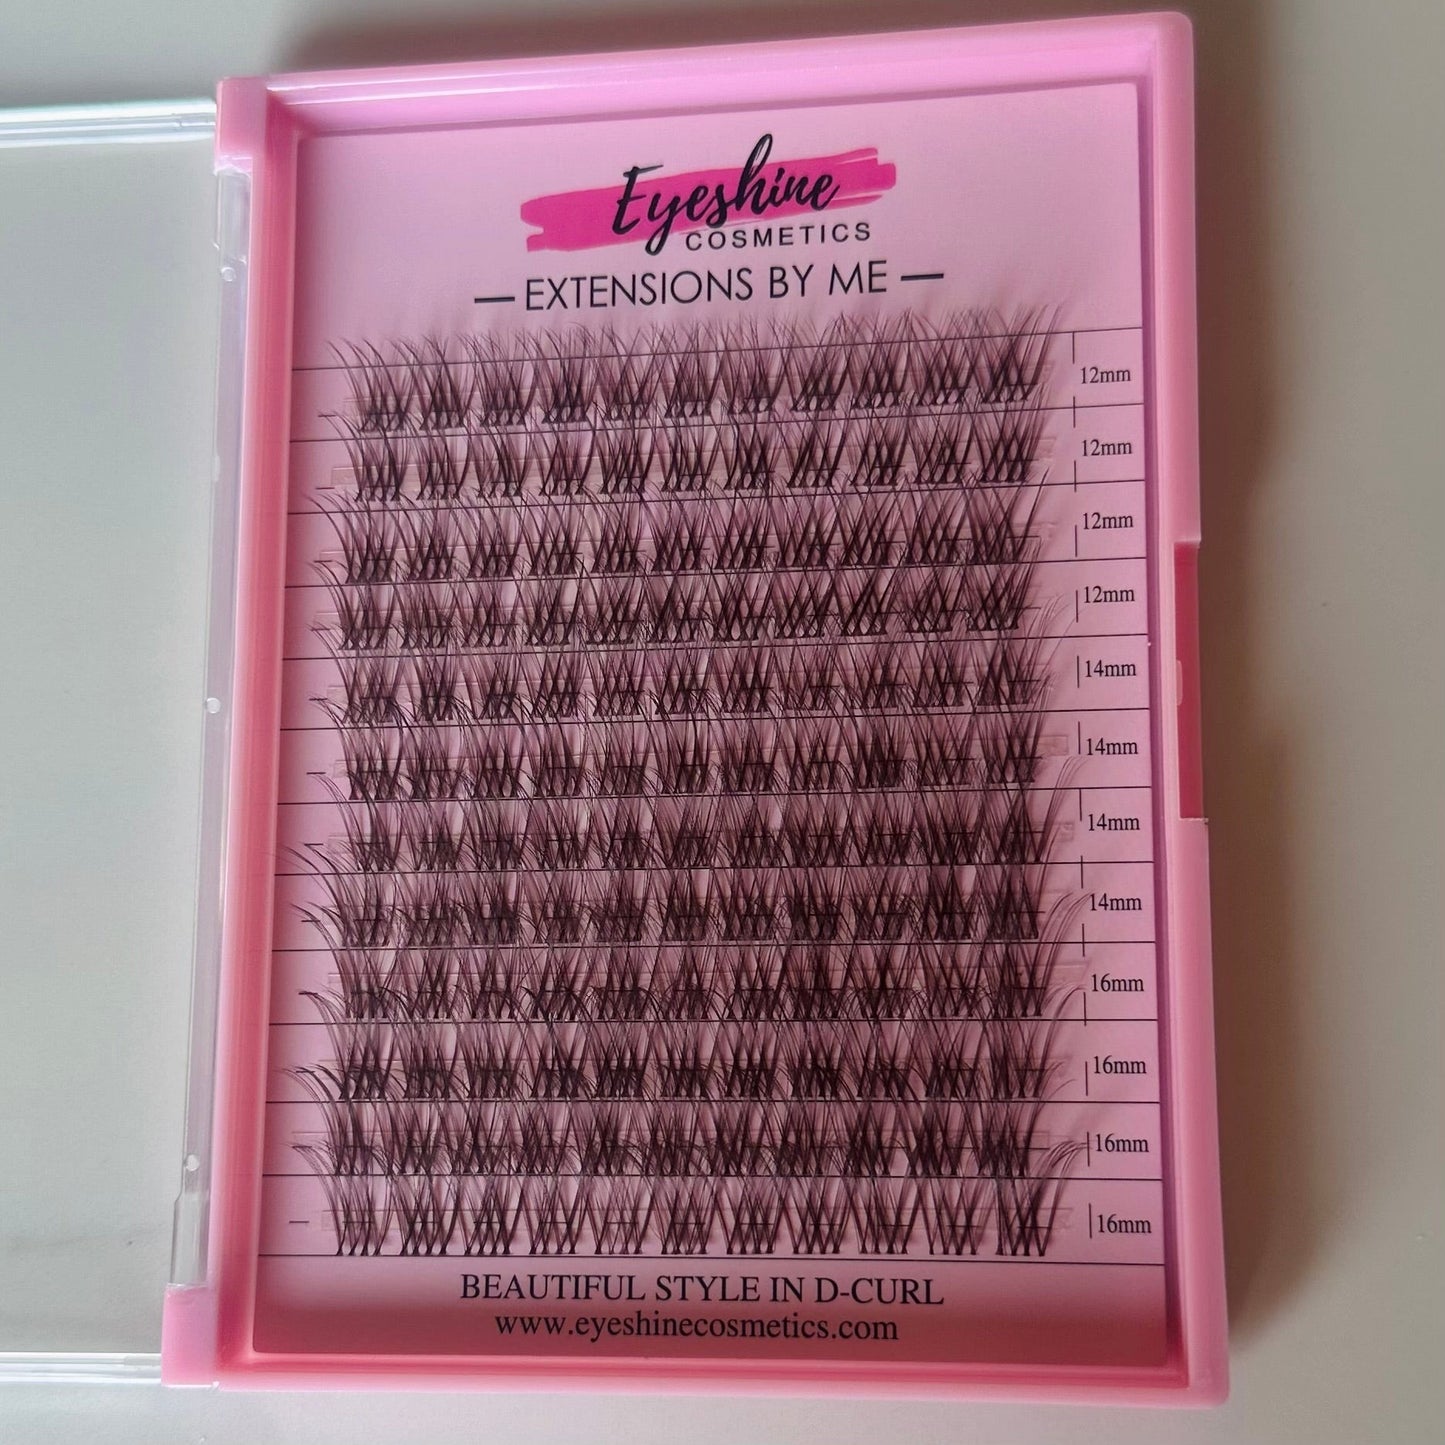 Eyeshine
COSMETICS
— EXTENSIONS BY ME —
12mm
12mm
12mm
12mm
14mm
14mm
14mm
14mm
16mm
16mm
16mm
16mm
BEAUTIFUL STYLE IN D-CURL
www.eyeshinecosmetics.com